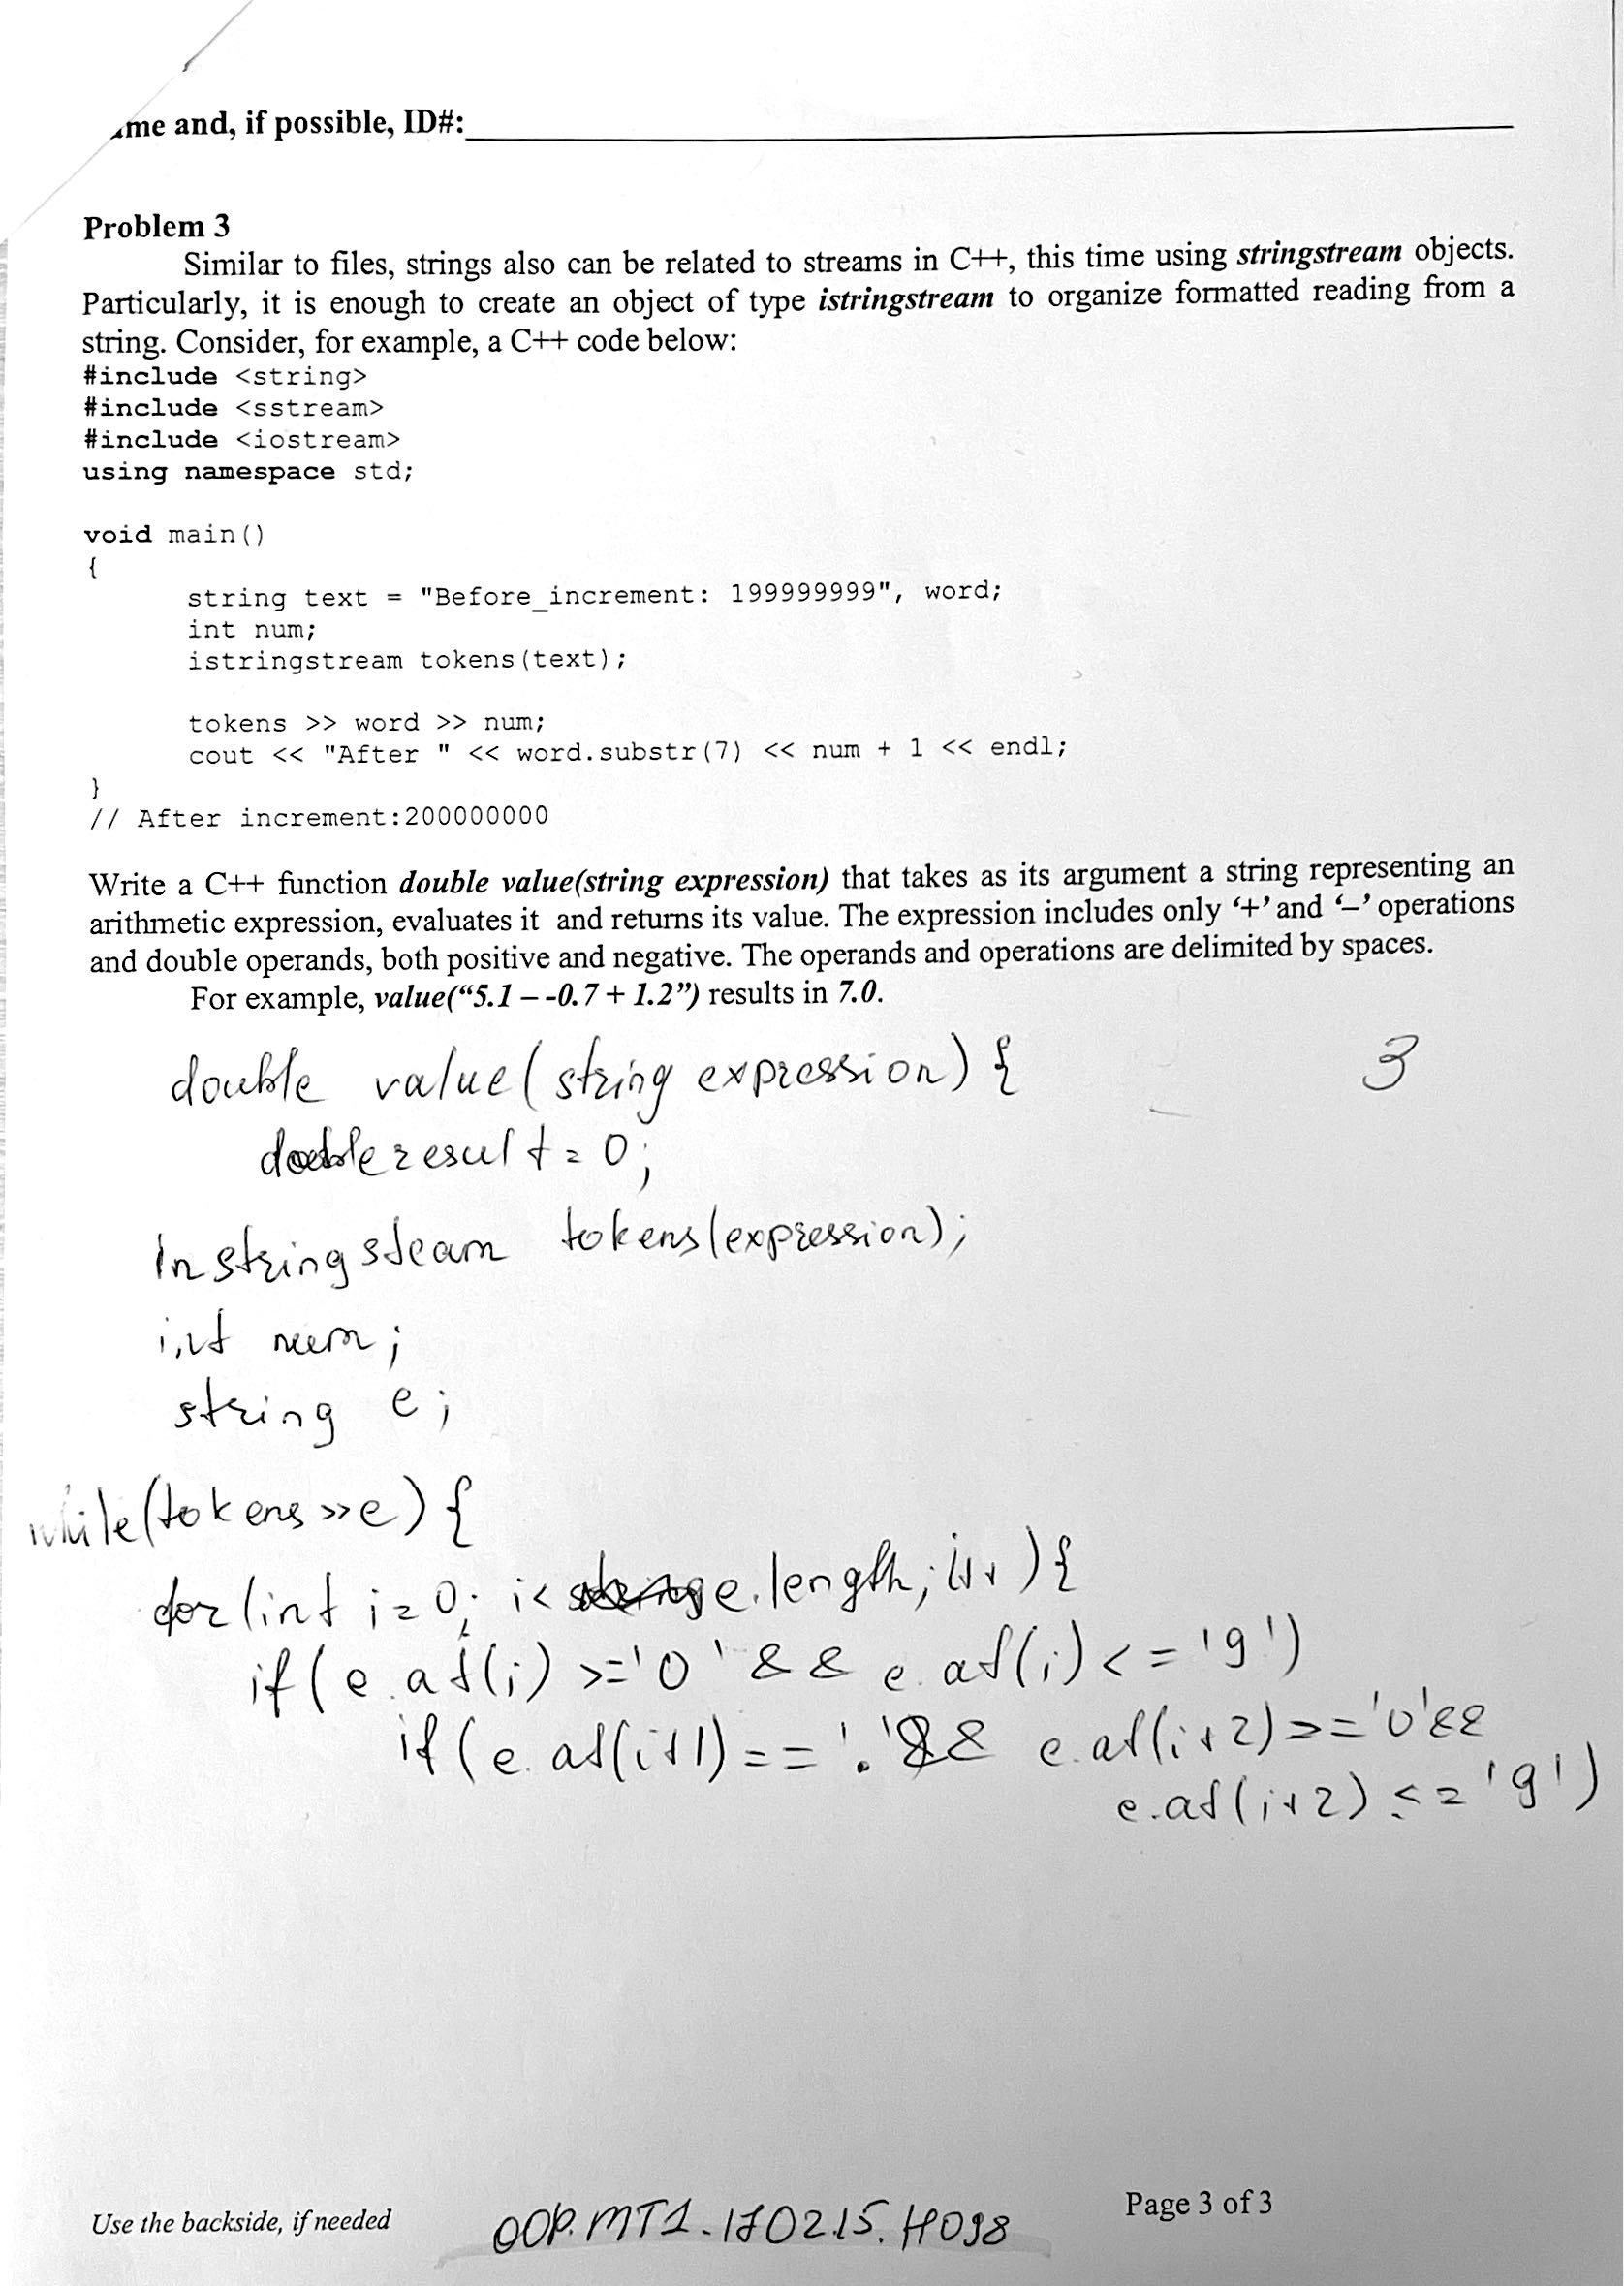 me and, if possible, ID#:
Problem 3
Similar to files, strings also can be related to streams in C++, this time using stringstream objects.
Particularly, it is enough to create an object of type istringstream to organize formatted reading from a
string. Consider, for example, a C++ code below:
#include <string>
#include <sstream>
#include <iostream>
using namespace std;
void main()
{
string text = "Before_increment: 199999999", word;
int num;
istringstream tokens(text);
tokens >> word >> num;
cout << "After " << word.substr(7) << num + 1 << endl;
}
// After increment:200000000
Write a C++ function double value(string expression) that takes as its argument a string representing an
arithmetic expression, evaluates it and returns its value. The expression includes only ‘+’ and ‘–’ operations
and double operands, both positive and negative. The operands and operations are delimited by spaces.
For example, value(“5.1 – -0.7 + 1.2”) results in 7.0.
double value(string expression) {
3
double result = 0;
instringsteam tokens(expression);
int num;
string e;
while(tokens >> e) {
for(int i=0; i< e.length; i++){
if(e.at(i) >='0' && e.at(i)<='9')
if(e.at(i+1)=='.'&& e.at(i+2)>='0'&&
e.at(i+2)<='9')
Use the backside, if needed
OOP.MT1.170215.H098
Page 3 of 3